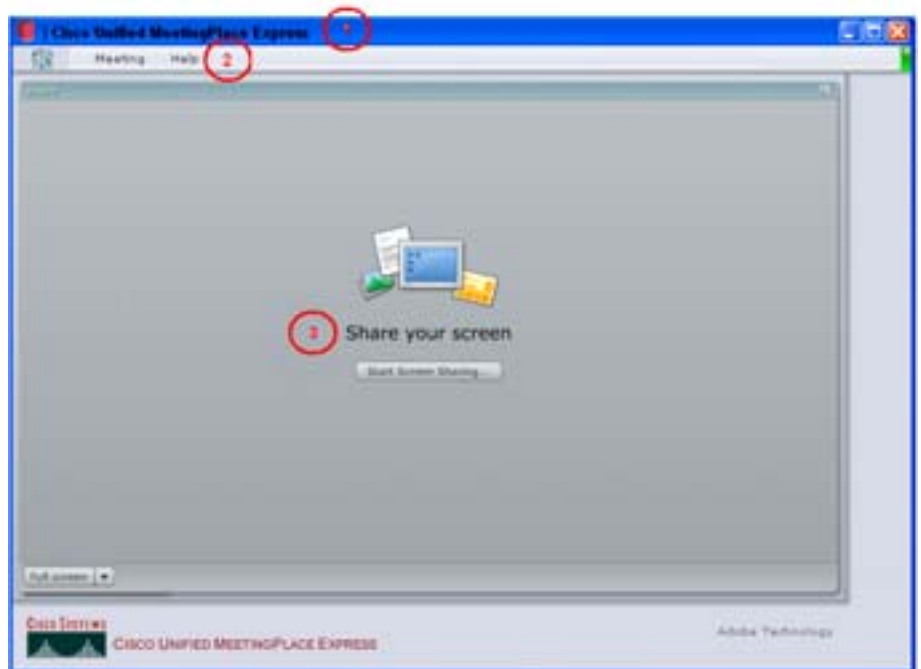 | Cisco Unified MeetingPlace Express 1
Meeting Help 2
3 Share your screen
Start Screen Sharing...
Full screen
CISCO SYSTEMS
CISCO UNIFIED MEETINGPLACE EXPRESS
Adobe Technology